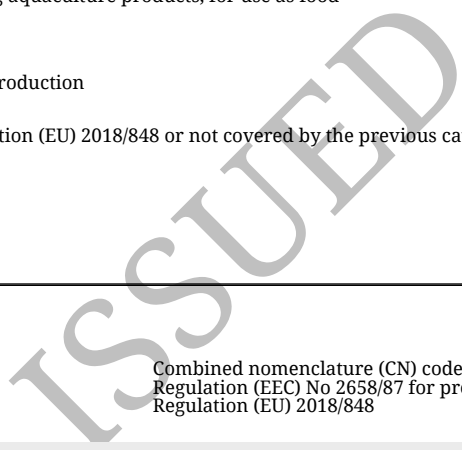 aquaculture products, for use as food
roduction
tion (EU) 2018/848 or not covered by the previous ca
ISSUED
Combined nomenclature (CN) code
Regulation (EEC) No 2658/87 for pr
Regulation (EU) 2018/848